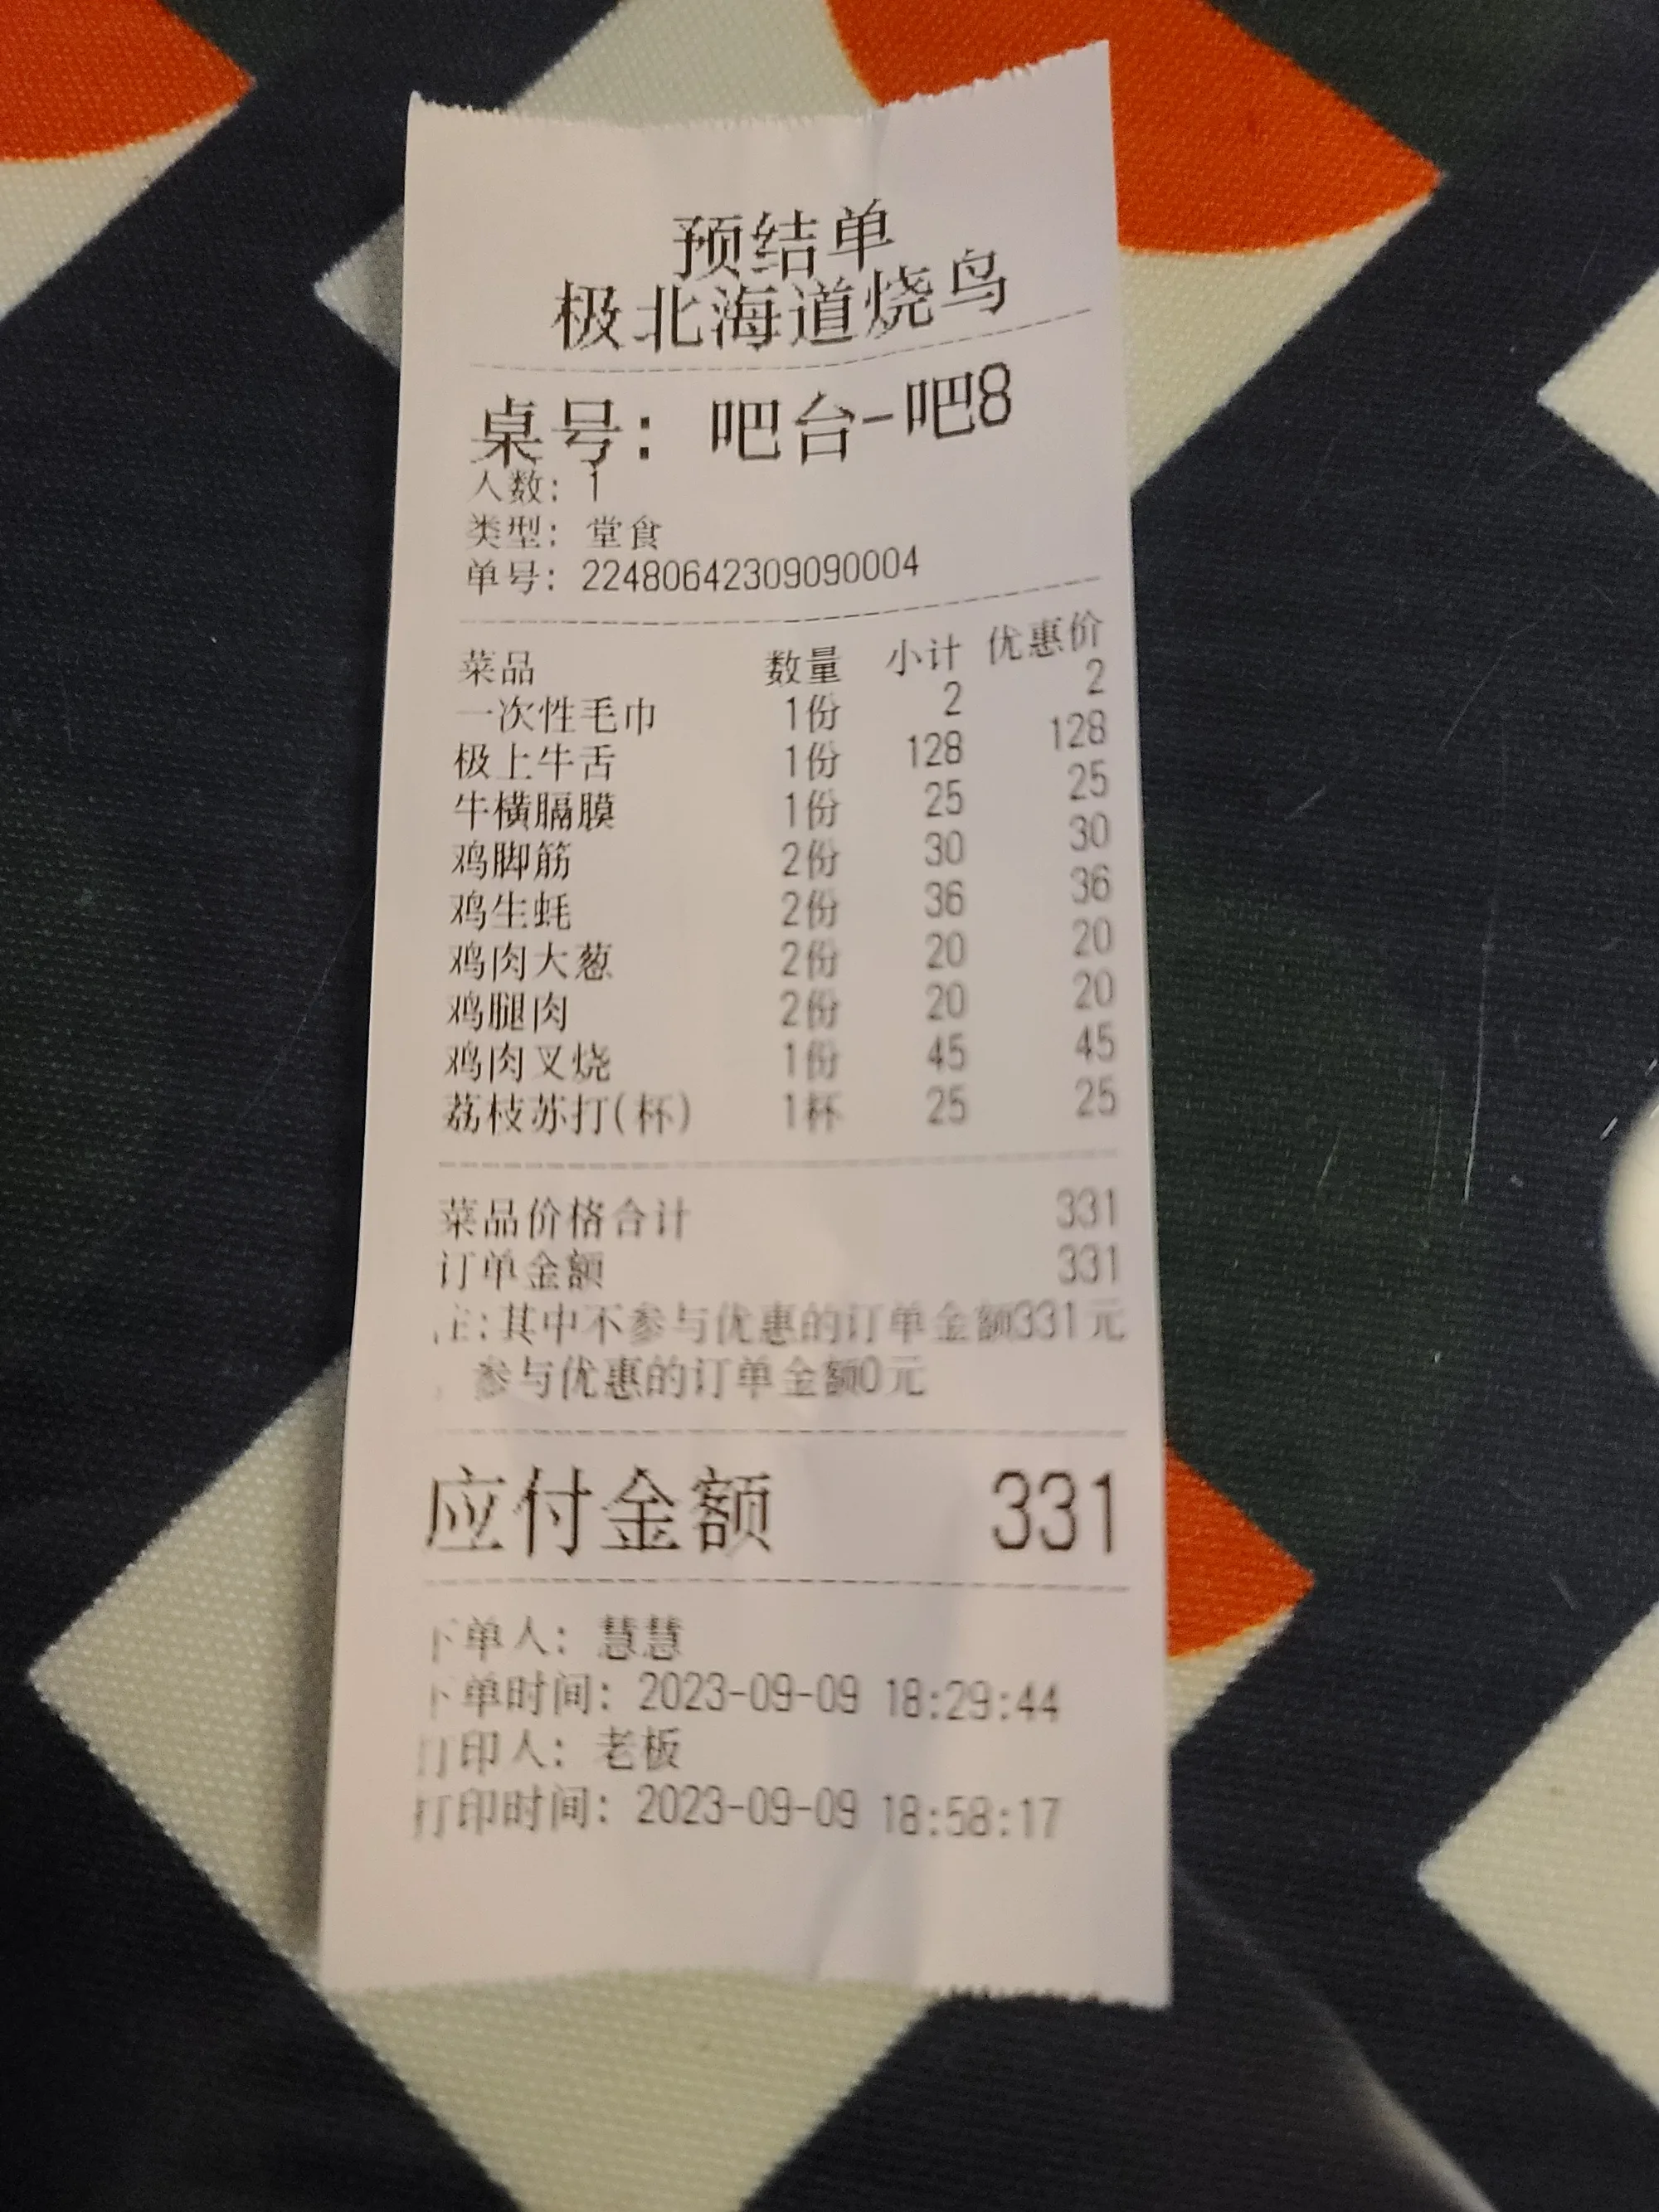 预结单
极北海道烧鸟
桌号: 吧台-吧8
人数: 1
类型: 堂食
单号: 22480642309090004
菜品 数量 小计 优惠价
一次性毛巾 1份 2 2
极上牛舌 1份 128 128
牛横膈膜 1份 25 25
鸡脚筋 2份 30 30
鸡生蚝 2份 36 36
鸡肉大葱 2份 20 20
鸡腿肉 2份 20 20
鸡肉叉烧 1份 45 45
荔枝苏打(杯) 1杯 25 25
菜品价格合计 331
订单金额 331
注:其中不参与优惠的订单金额331元
, 参与优惠的订单金额0元
应付金额 331
下单人: 慧慧
下单时间: 2023-09-09 18:29:44
打印人: 老板
打印时间: 2023-09-09 18:58:17